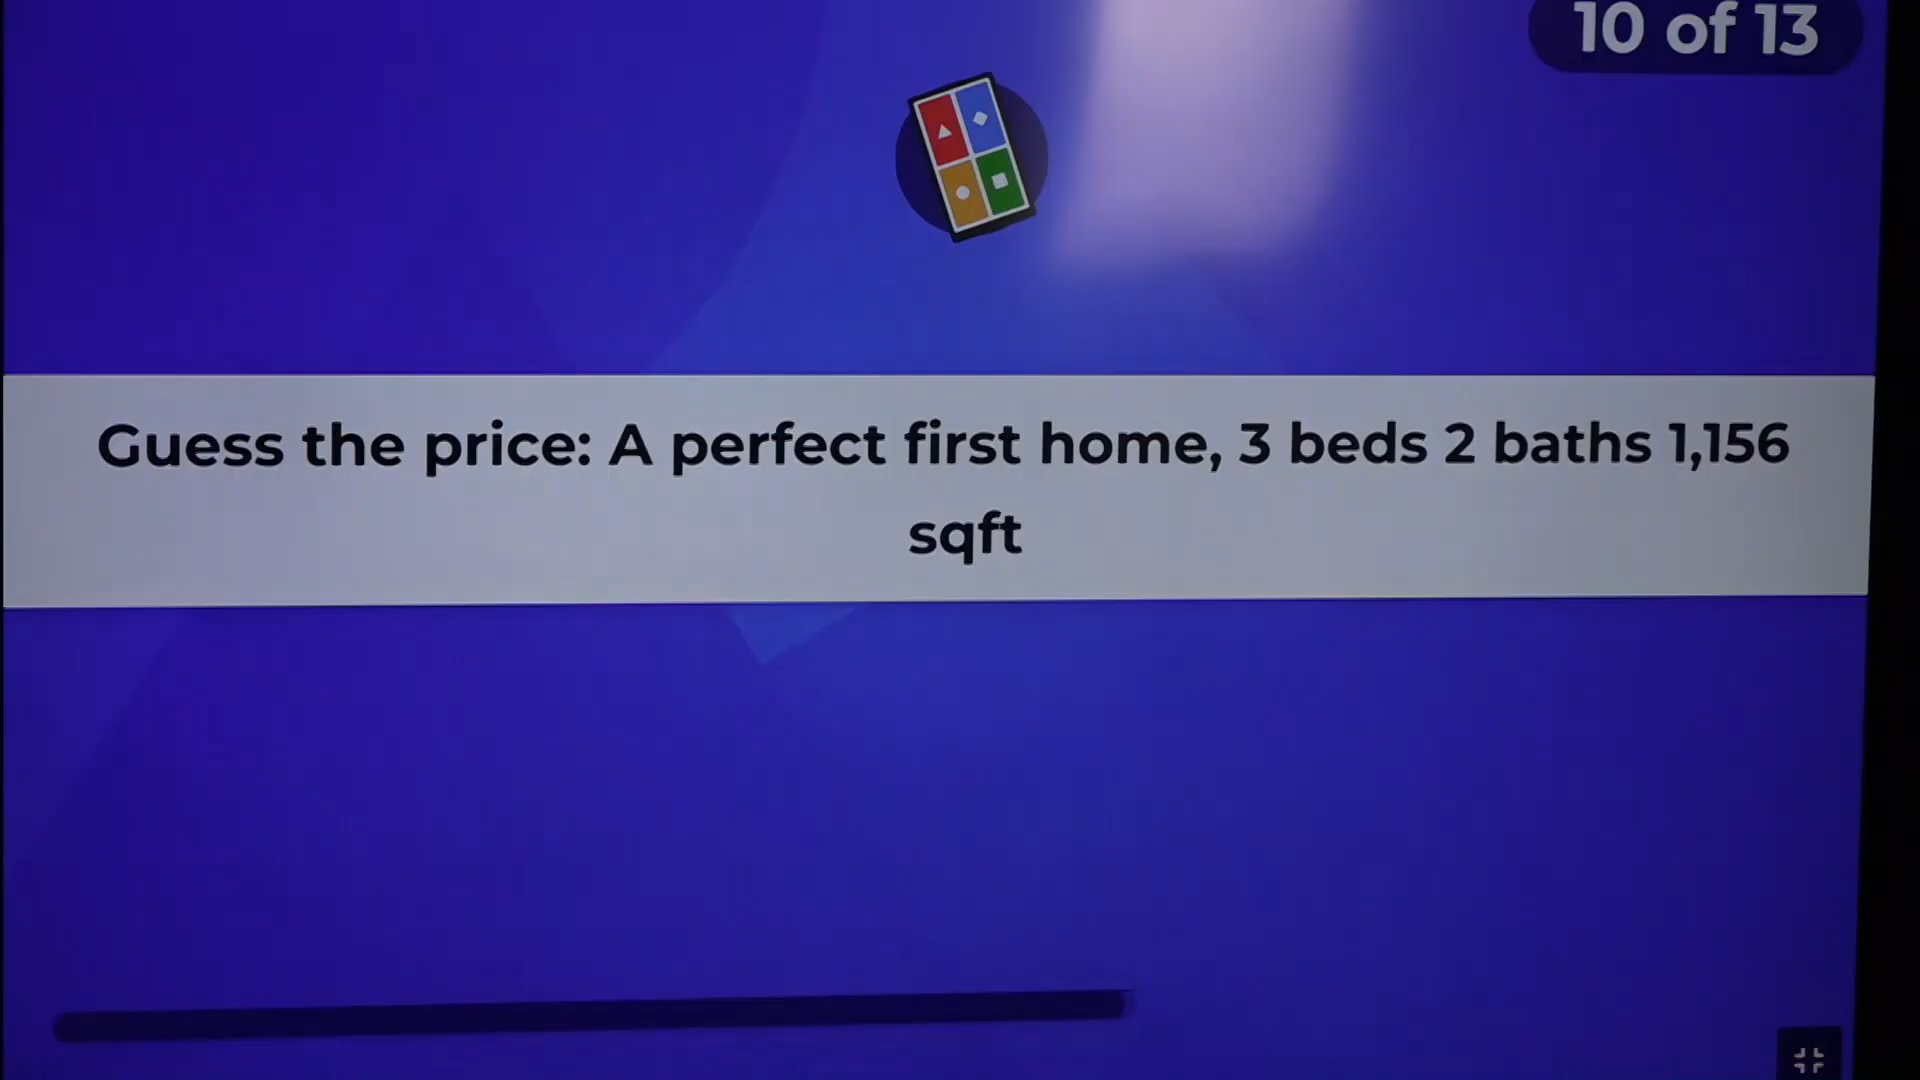 10 of 13
Guess the price: A perfect first home, 3 beds 2 baths 1,156
sqft